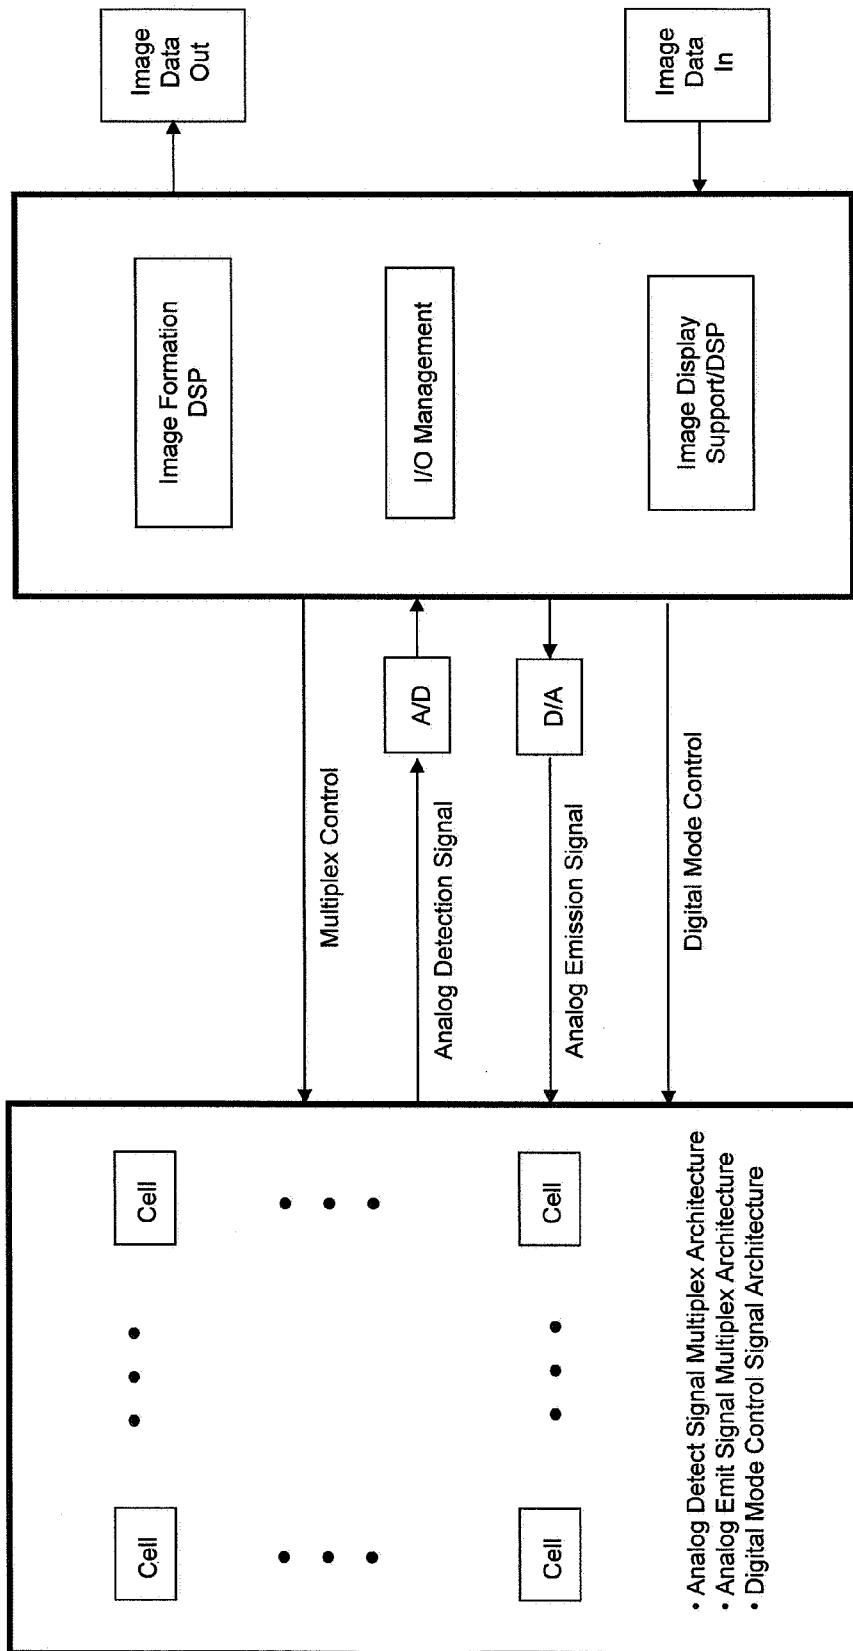 Cell
Cell
Cell
Cell
• Analog Detect Signal Multiplex Architecture
• Analog Emit Signal Multiplex Architecture
• Digital Mode Control Signal Architecture
Multiplex Control
Analog Detection Signal
A/D
Analog Emission Signal
D/A
Digital Mode Control
Image Formation
DSP
I/O Management
Image Display
Support/DSP
Image
Data
Out
Image
Data
In